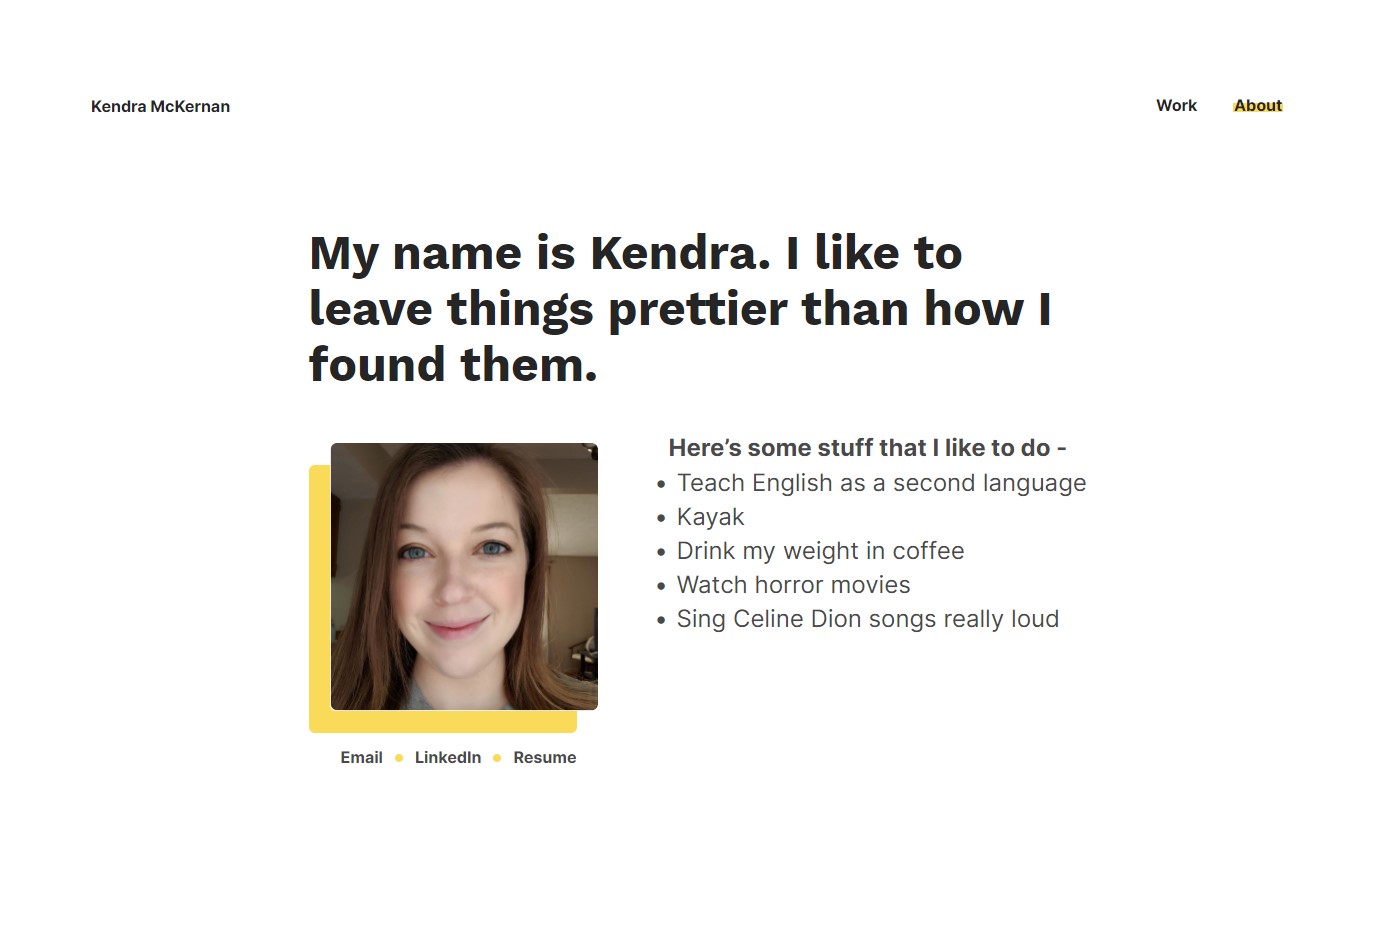 Kendra McKernan
Work
About
My name is Kendra. I like to
leave things prettier than how I
found them.
Here’s some stuff that I like to do -
• Teach English as a second language
• Kayak
• Drink my weight in coffee
• Watch horror movies
• Sing Celine Dion songs really loud
Email • LinkedIn • Resume